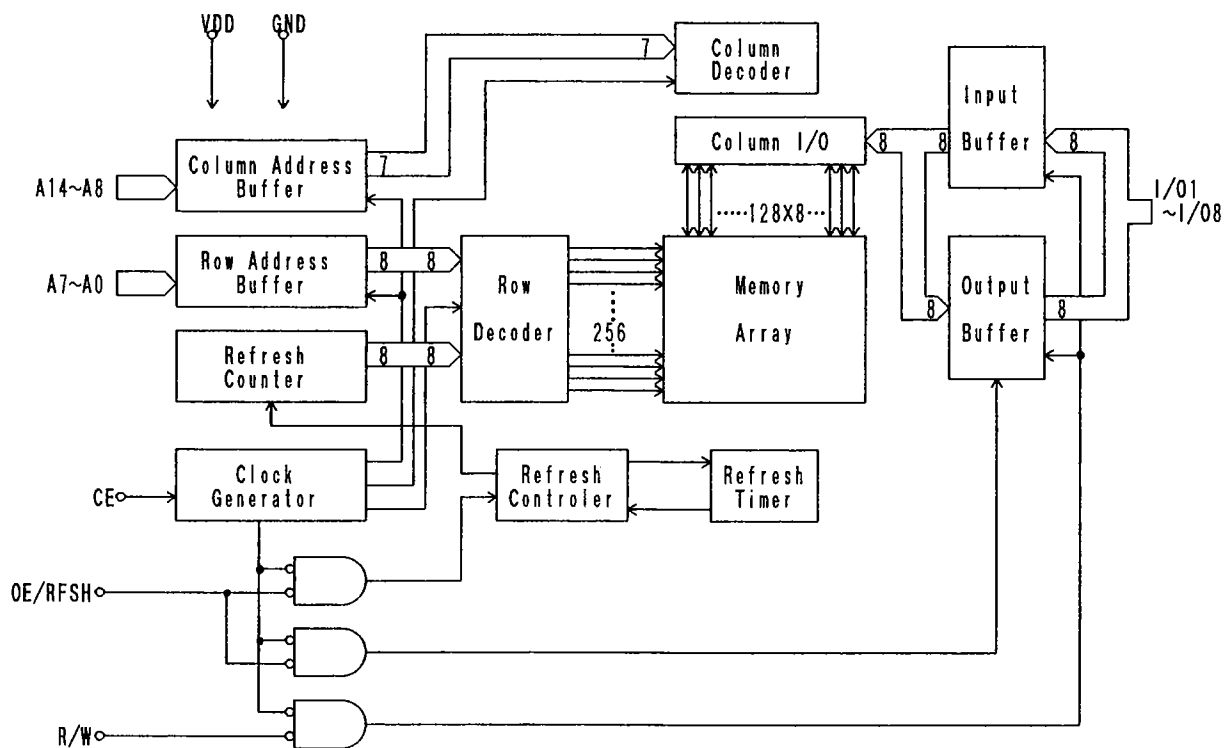 VDD GND
7
Column
Decoder
Input
Buffer
Column I/O
8
8
Column Address
Buffer
7
A14~A8
I/O1
~I/O8
·····128X8···
Row Address
Buffer
8 8
A7~A0
Row
Decoder
256
Memory
Array
Output
Buffer
8
8
Refresh
Counter
8 8
Clock
Generator
CE
Refresh
Controler
Refresh
Timer
OE/RFSH
R/W